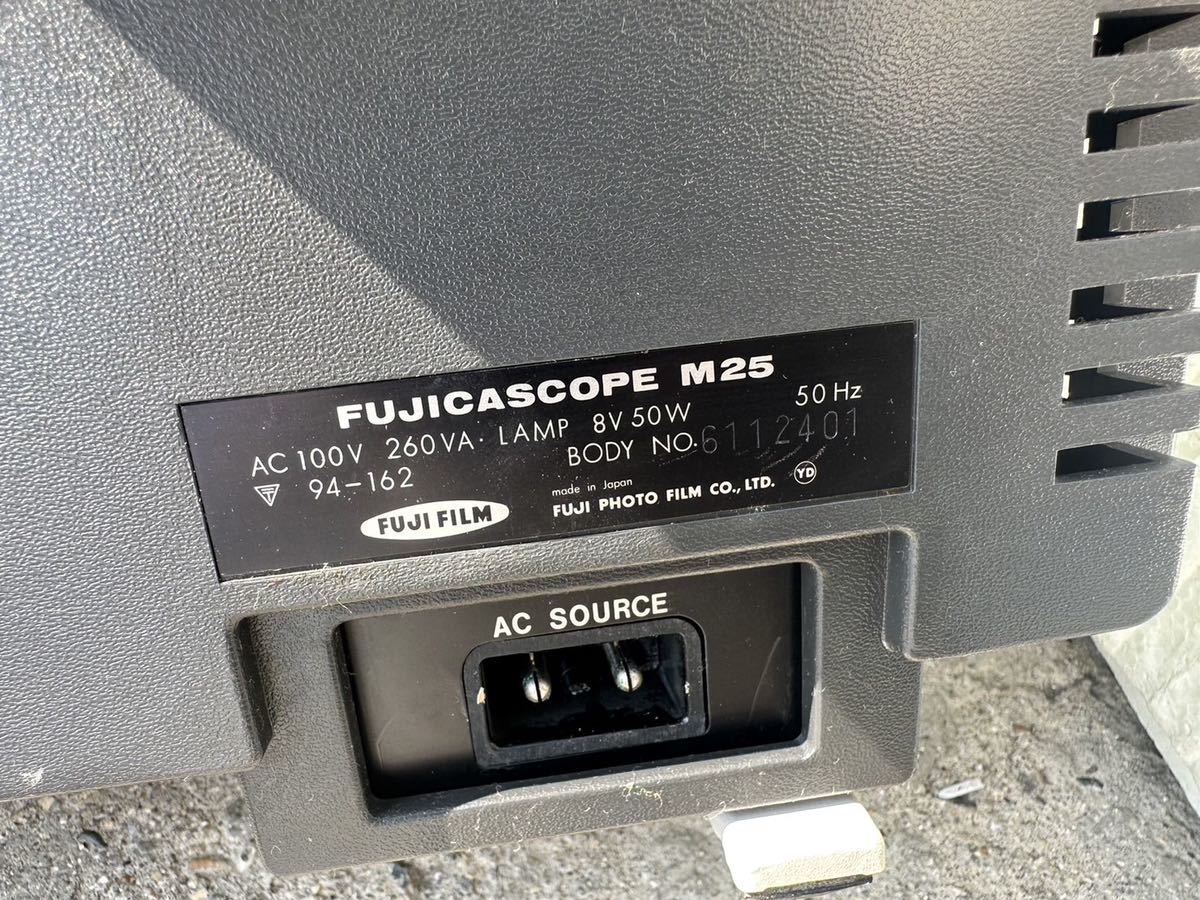 FUJICASCOPE M25
AC 100V 260VA · LAMP 8V 50W 50 Hz
94-162 BODY NO. 6112401
FUJI FILM
made in Japan
FUJI PHOTO FILM CO., LTD. YD
AC SOURCE